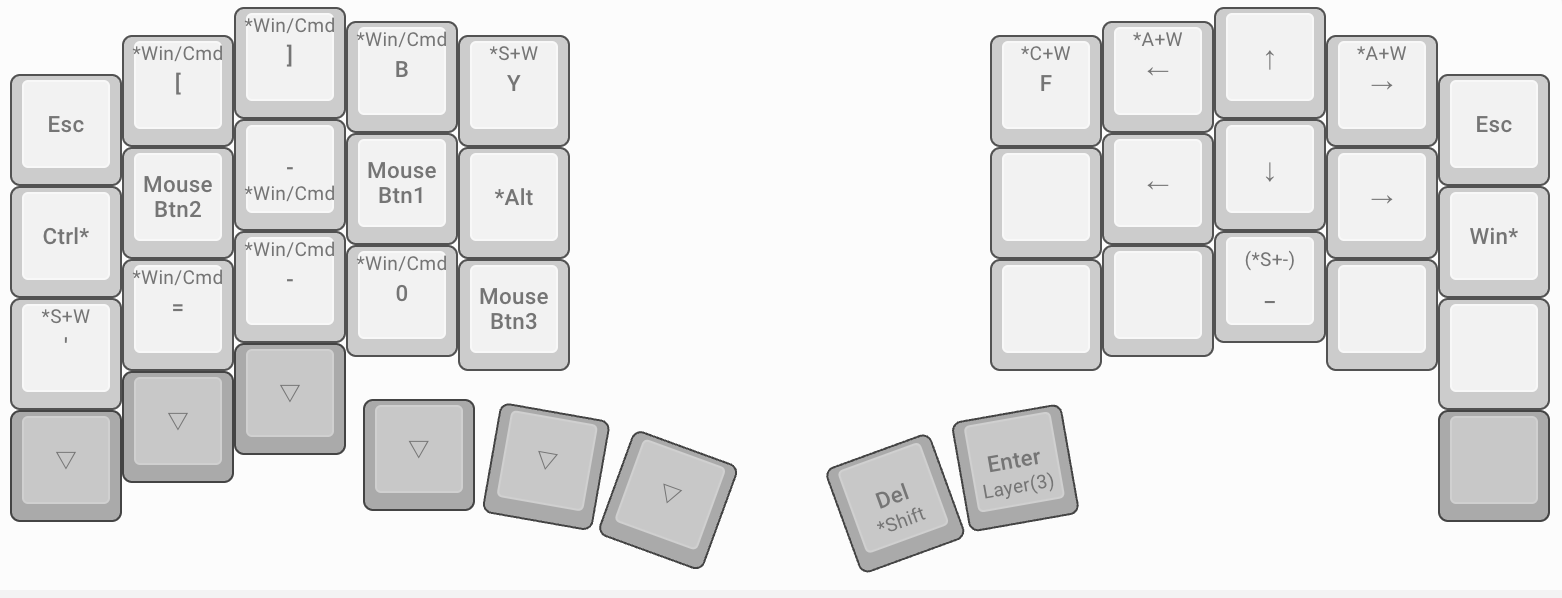 *Win/Cmd
]
*Win/Cmd
B
*Win/Cmd
[
*S+W
Y
Esc
-
*Win/Cmd
Mouse
Btn1
Mouse
Btn2
*Alt
Ctrl*
*Win/Cmd
-
*Win/Cmd
0
*Win/Cmd
=
Mouse
Btn3
*S+W
'
▽
▽
▽
▽
▽
▽
↑
*A+W
←
*C+W
F
*A+W
→
Esc
↓
←
→
Win*
(*S+-)
_
Enter
Layer(3)
Del
*Shift